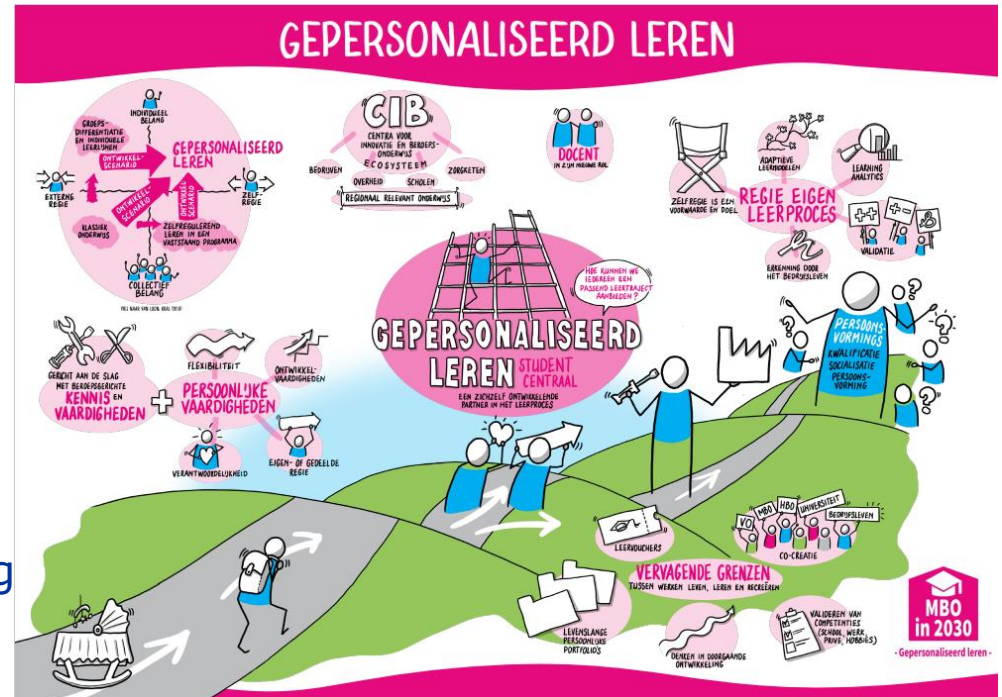 GEPERSONALISEERD LEREN
INDIVIDUEEL
BELANG
GROEPS-
DIFFERENTIATIE
EN INDIVIDUELE
LEERLIJNEN
GEPERSONALISEERD
LEREN
ONTWIKKEL-
SCENARIO
EXTERNE
REGIE
ONTWIKKEL-
SCENARIO
ONTWIKKEL-
SCENARIO
ZELF-
REGIE
KLASSIEK
ONDERWIJS
ZELFREGULEREND
LEREN IN EEN
VASTSTAAND PROGRAMMA
COLLECTIEF
BELANG
CIB
CENTRA VOOR
INNOVATIE EN BEROEPS-
ONDERWIJS
ECOSYSTEEM
BEDRIJVEN
ZORGKETEN
OVERHEID
SCHOLEN
REGIONAAL RELEVANT ONDERWIJS
DOCENT
IN ZIJN NIEUWE ROL
ADAPTIEVE
LEERMIDDELEN
LEARNING
ANALYTICS
ZELFREGIE IS EEN
VOORWAARDE EN DOEL
REGIE EIGEN
LEERPROCES
VALIDATIE
ERKENNING DOOR
HET BEDRIJFSLEVEN
HOE KUNNEN WE
IEDEREEN EEN
PASSEND LEERTRAJECT
AANBIEDEN?
GEPERSONALISEERD
LEREN STUDENT
CENTRAAL
EEN ZICHZELF ONTWIKKELENDE
PARTNER IN HET LEERPROCES
GERICHT AAN DE SLAG
MET BEROEPSGERICHTE
KENNIS EN
VAARDIGHEDEN
+
FLEXIBILITEIT
ONTWIKKEL-
VAARDIGHEDEN
PERSOONLIJKE
VAARDIGHEDEN
VERANTWOORDELIJKHEID
EIGEN- OF GEDEELDE
REGIE
PERSOONS-
VORMINGS
KWALIFICATIE
SOCIALISATIE
PERSOONS-
VORMING
LEERVOUCHERS
VO
MBO
HBO
UNIVERSITEIT
BEDRIJFSLEVEN
CO-CREATIE
VERVAGENDE GRENZEN
TUSSEN WERKEN LEVEN, LEREN EN RECREËREN
LEVENSLANGE
PERSOONLIJKE
PORTFOLIO'S
DENKEN IN DOORGAANDE
ONTWIKKELING
VALIDEREN VAN
COMPETENTIES
(SCHOOL, WERK,
PRIVÉ, HOBBIES)
MBO
in 2030
- Gepersonaliseerd leren -
g